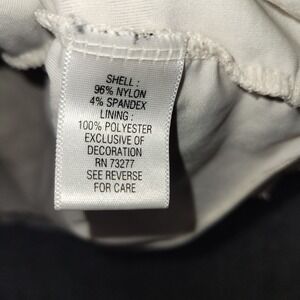 SHELL :
96% NYLON
4% SPANDEX
LINING :
100% POLYESTER
EXCLUSIVE OF
DECORATION
RN 73277
SEE REVERSE
FOR CARE